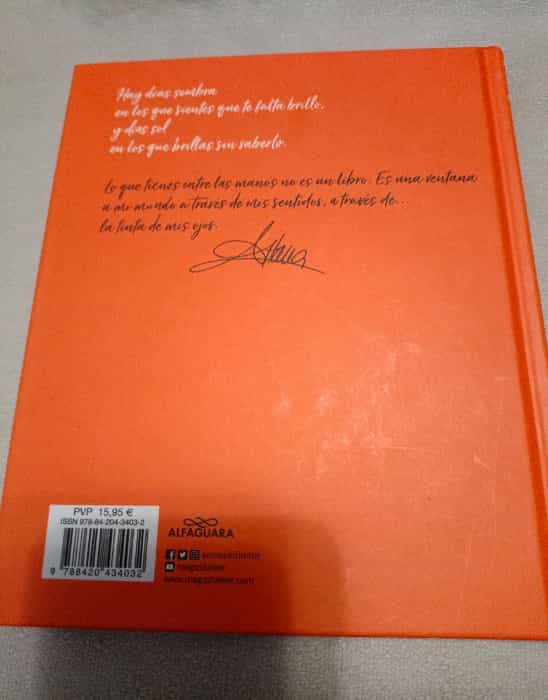 Hay días sombra
en los que sientes que te falta brillo,
y días sol
en los que brillas sin saberlo.
Lo que tienes entre las manos no es un libro. Es una ventana
a mi mundo a través de mis sentidos, a través de...
la tinta de mis ojos.
PVP 15,95 €
ISBN 978-84-204-3403-2
9 788420 434032
ALFAGUARA